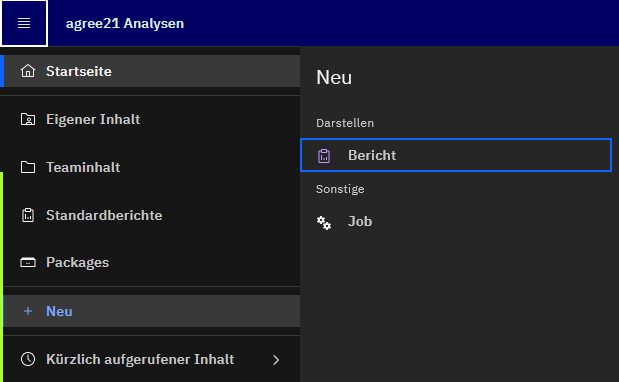 agree21 Analysen
Startseite
Eigener Inhalt
Teaminhalt
Standardberichte
Packages
Neu
Kürzlich aufgerufener Inhalt
Neu
Darstellen
Bericht
Sonstige
Job